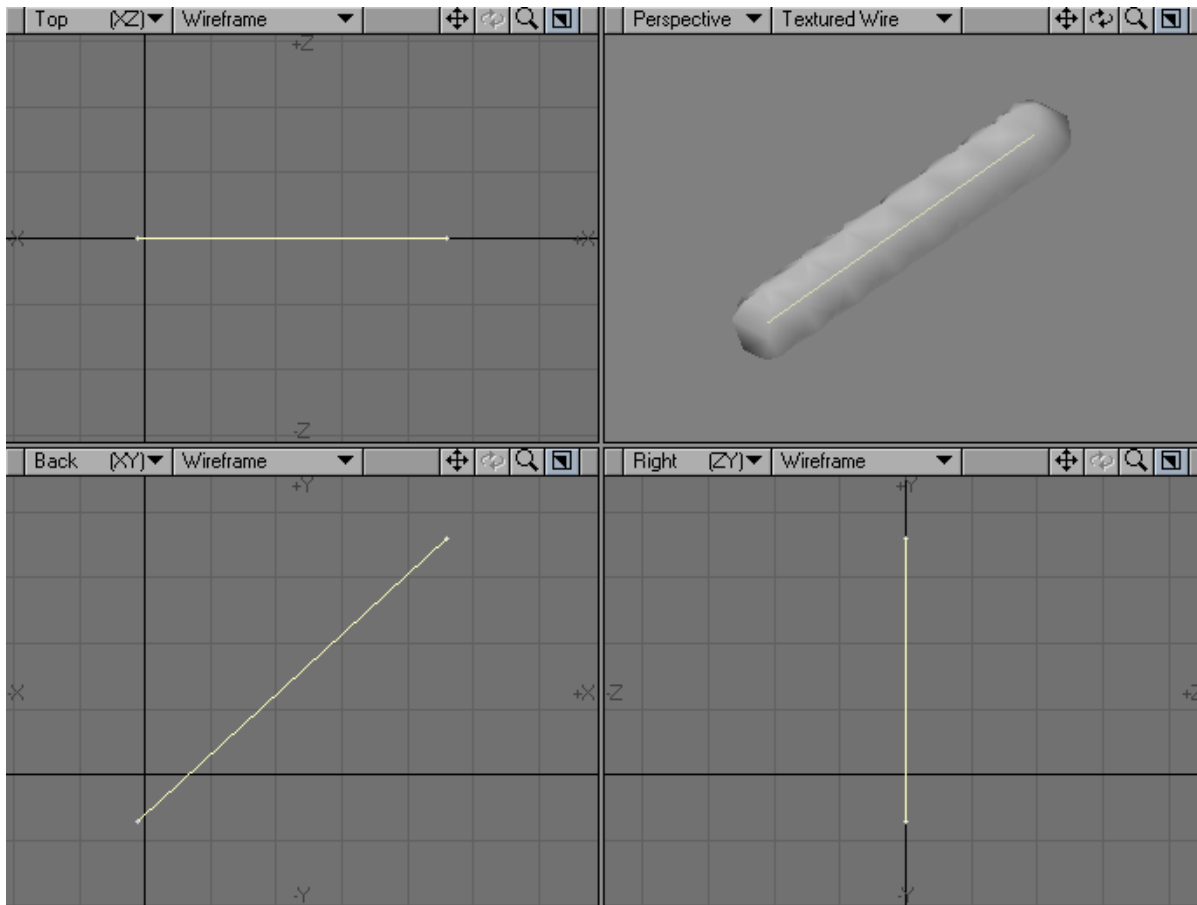 Top (XZ) Wireframe
Perspective Textured Wire
+Z
-X +X
-Z
Back (XY) Wireframe
Right (ZY) Wireframe
+Y
+Y
-X +X
-Z +Z
-Y
-Y